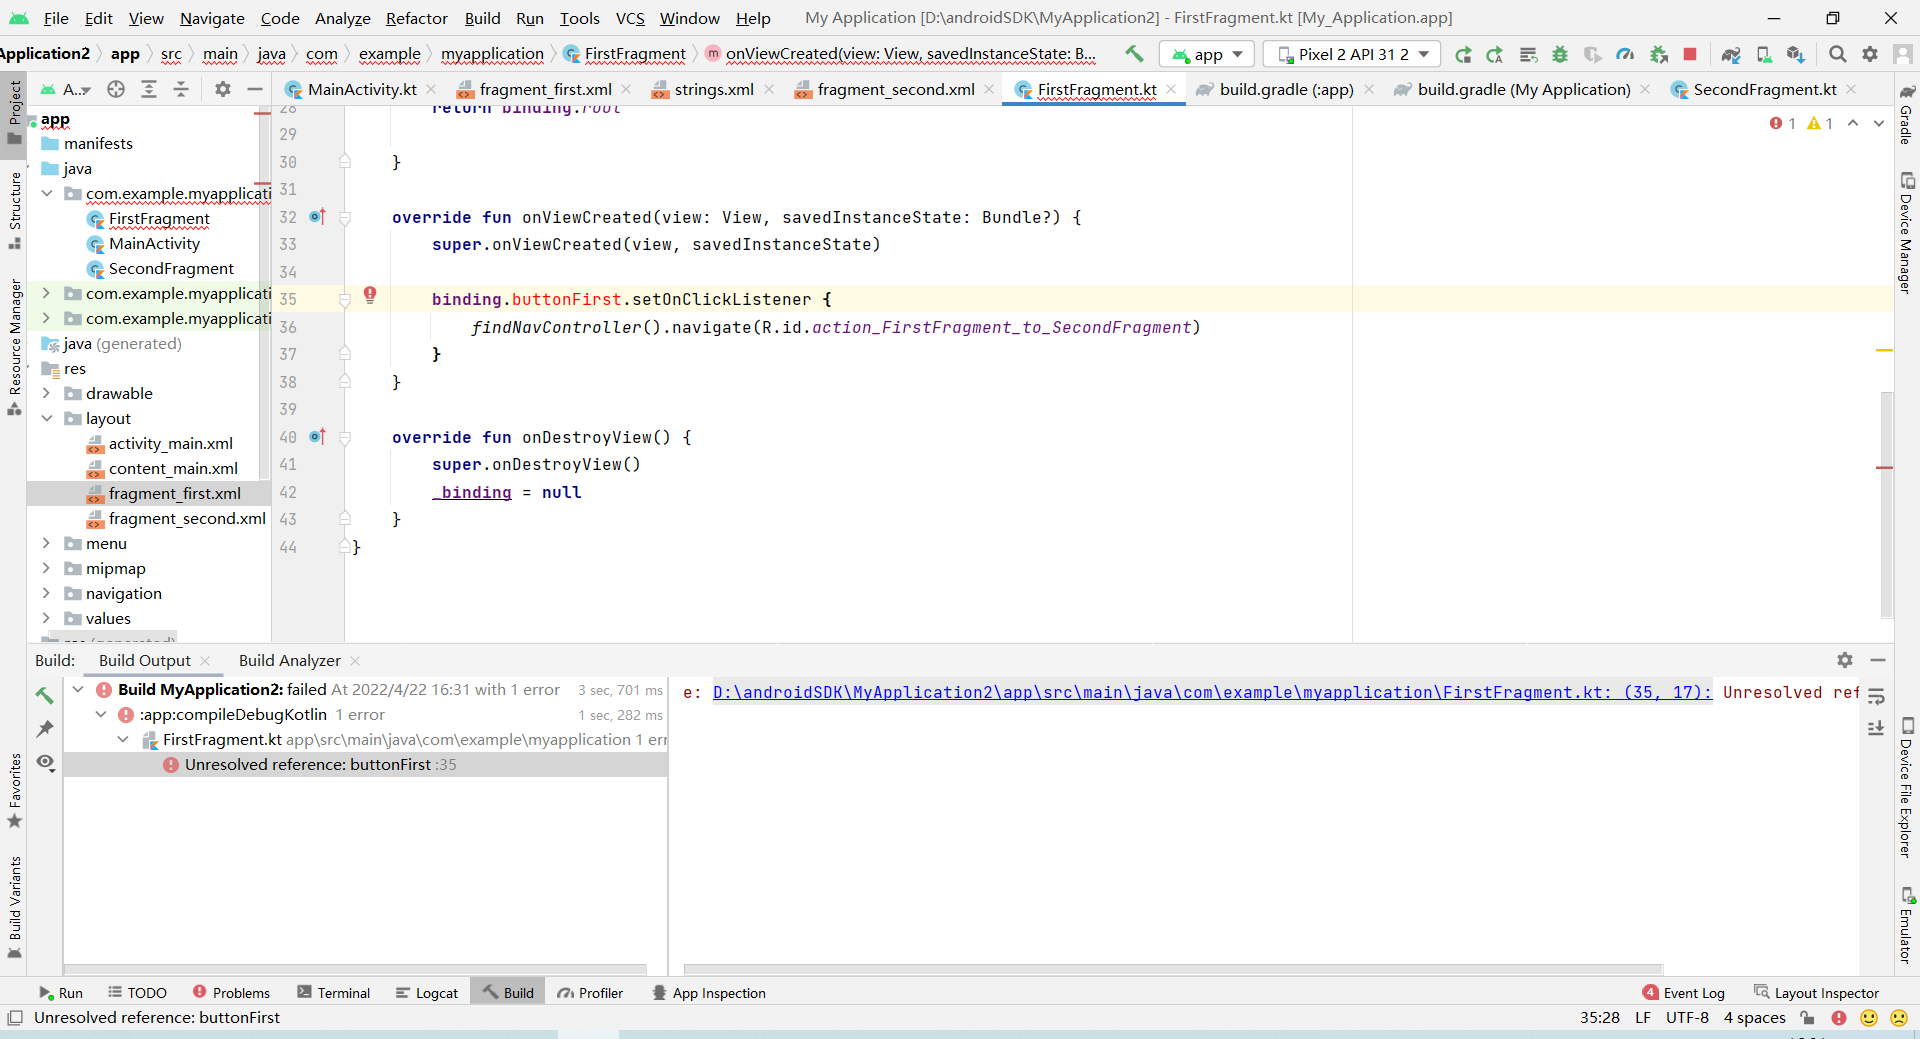 File Edit View Navigate Code Analyze Refactor Build Run Tools VCS Window Help My Application [D:\androidSDK\MyApplication2] - FirstFragment.kt [My_Application.app]
Application2 app src main java com example myapplication FirstFragment onViewCreated(view: View, savedInstanceState: B... app Pixel 2 API 31 2
A.. MainActivity.kt fragment_first.xml strings.xml fragment_second.xml FirstFragment.kt build.gradle (:app) build.gradle (My Application) SecondFragment.kt
Project
Structure
Resource Manager
Favorites
Build Variants
app
manifests
java
com.example.myapplicati
FirstFragment
MainActivity
SecondFragment
com.example.myapplicati
com.example.myapplicati
java (generated)
res
drawable
layout
activity_main.xml
content_main.xml
fragment_first.xml
fragment_second.xml
menu
mipmap
navigation
values
res (generated)
28 return binding.root
29
30 }
31
32 override fun onViewCreated(view: View, savedInstanceState: Bundle?) {
33 super.onViewCreated(view, savedInstanceState)
34
35 binding.buttonFirst.setOnClickListener {
36 findNavController().navigate(R.id.action_FirstFragment_to_SecondFragment)
37 }
38 }
39
40 override fun onDestroyView() {
41 super.onDestroyView()
42 _binding = null
43 }
44 }
1 1
Gradle
Device Manager
Device File Explorer
Emulator
Build: Build Output Build Analyzer
Build MyApplication2: failed At 2022/4/22 16:31 with 1 error 3 sec, 701 ms
:app:compileDebugKotlin 1 error 1 sec, 282 ms
FirstFragment.kt app\src\main\java\com\example\myapplication 1 err
Unresolved reference: buttonFirst :35
e: D:\androidSDK\MyApplication2\app\src\main\java\com\example\myapplication\FirstFragment.kt: (35, 17): Unresolved ref
Run TODO Problems Terminal Logcat Build Profiler App Inspection 4 Event Log Layout Inspector
Unresolved reference: buttonFirst 35:28 LF UTF-8 4 spaces